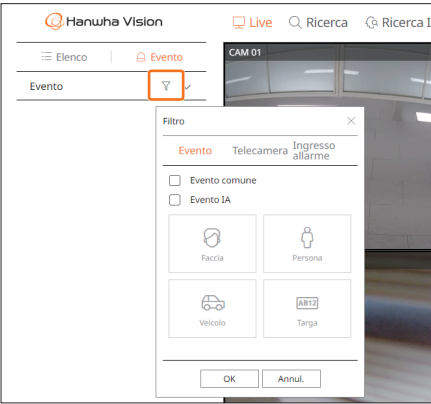 Hanwha Vision
Live Ricerca Ricerca I
Elenco Evento
CAM 01
Evento
Filtro
Evento Telecamera Ingresso allarme
Evento comune
Evento IA
Faccia Persona
AB12
Veicolo Targa
OK Annul.